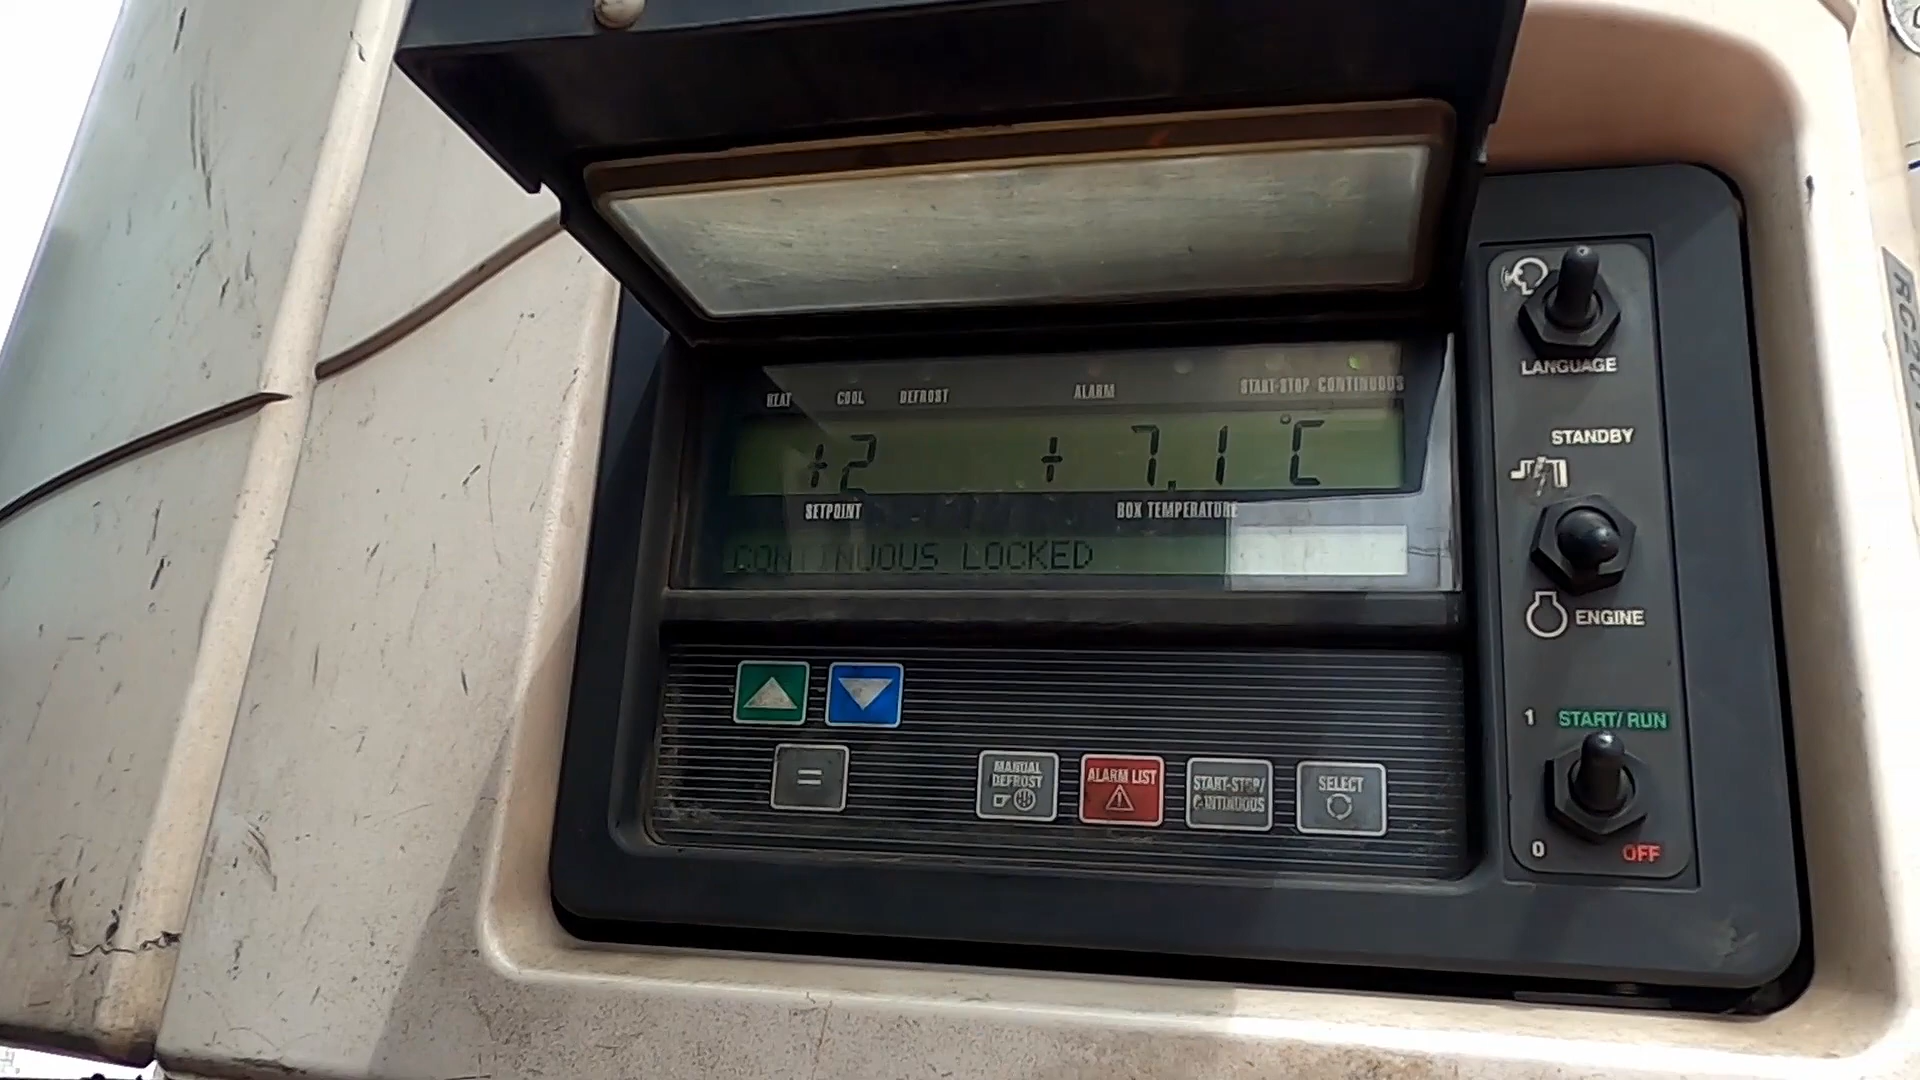 HEAT COOL DEFROST ALARM START-STOP CONTINUOUS
+2 + 7.1 °C
SETPOINT BOX TEMPERATURE
CONTINUOUS LOCKED
=
MANUAL DEFROST
ALARM LIST
START-STOP/ CONTINUOUS
SELECT
LANGUAGE
STANDBY
ENGINE
1 START/RUN
0 OFF